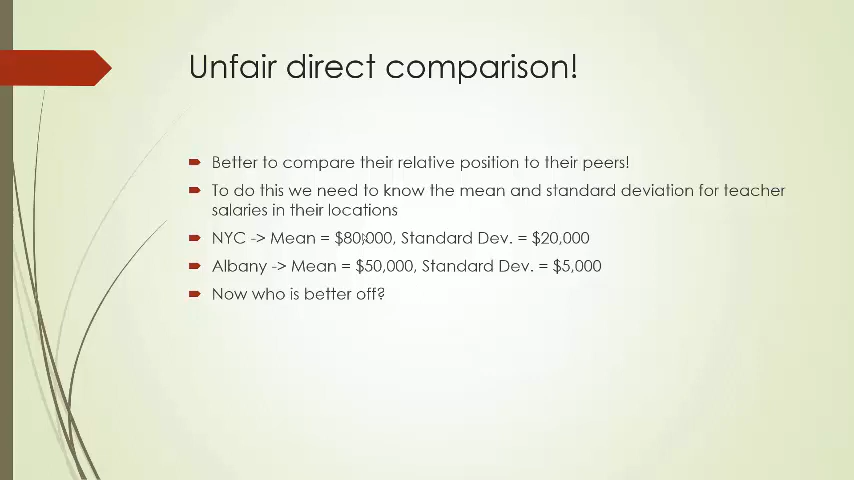 Unfair direct comparison!
Better to compare their relative position to their peers!
To do this we need to know the mean and standard deviation for teacher
salaries in their locations
NYC -> Mean = $80,000, Standard Dev. = $20,000
Albany -> Mean = $50,000, Standard Dev. = $5,000
Now who is better off?